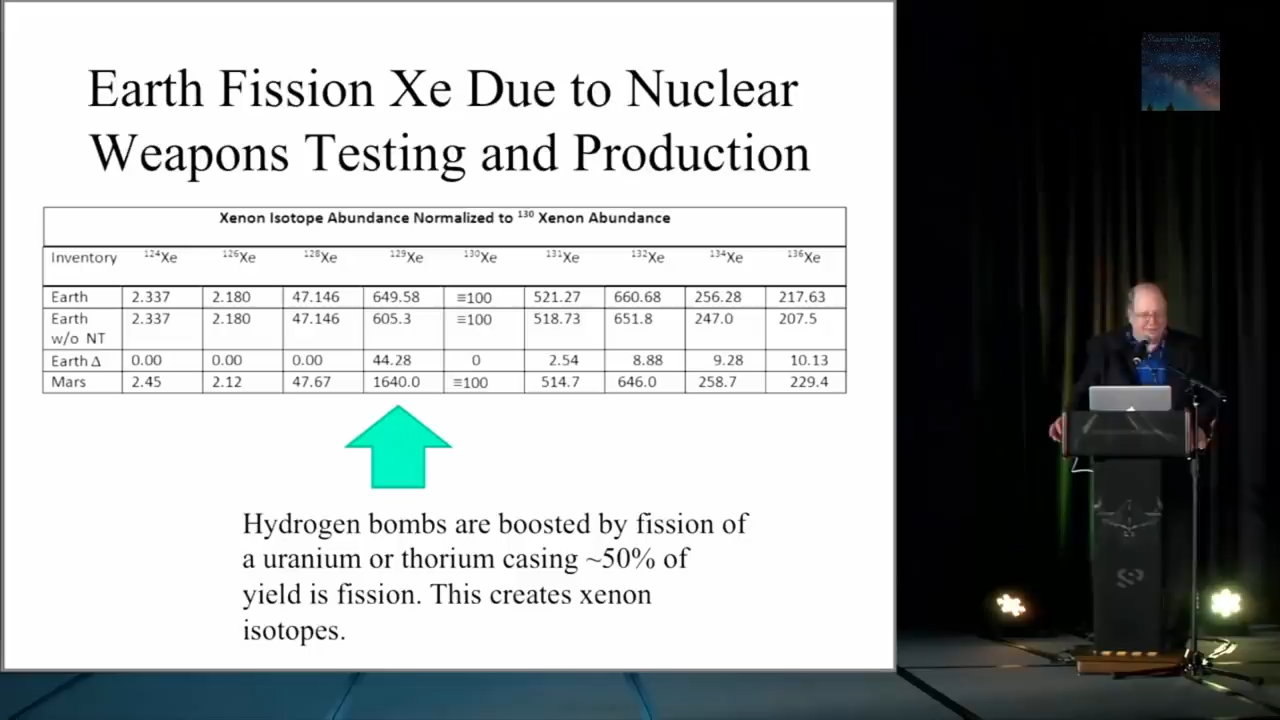 Earth Fission Xe Due to Nuclear
Weapons Testing and Production
Xenon Isotope Abundance Normalized to ¹³⁰ Xenon Abundance
Inventory ¹²⁴Xe ¹²⁶Xe ¹²⁸Xe ¹²⁹Xe ¹³⁰Xe ¹³¹Xe ¹³²Xe ¹³⁴Xe ¹³⁶Xe
Earth 2.337 2.180 47.146 649.58 ≡100 521.27 660.68 256.28 217.63
Earth w/o NT 2.337 2.180 47.146 605.3 ≡100 518.73 651.8 247.0 207.5
Earth Δ 0.00 0.00 0.00 44.28 0 2.54 8.88 9.28 10.13
Mars 2.45 2.12 47.67 1640.0 ≡100 514.7 646.0 258.7 229.4
Hydrogen bombs are boosted by fission of
a uranium or thorium casing ~50% of
yield is fission. This creates xenon
isotopes.